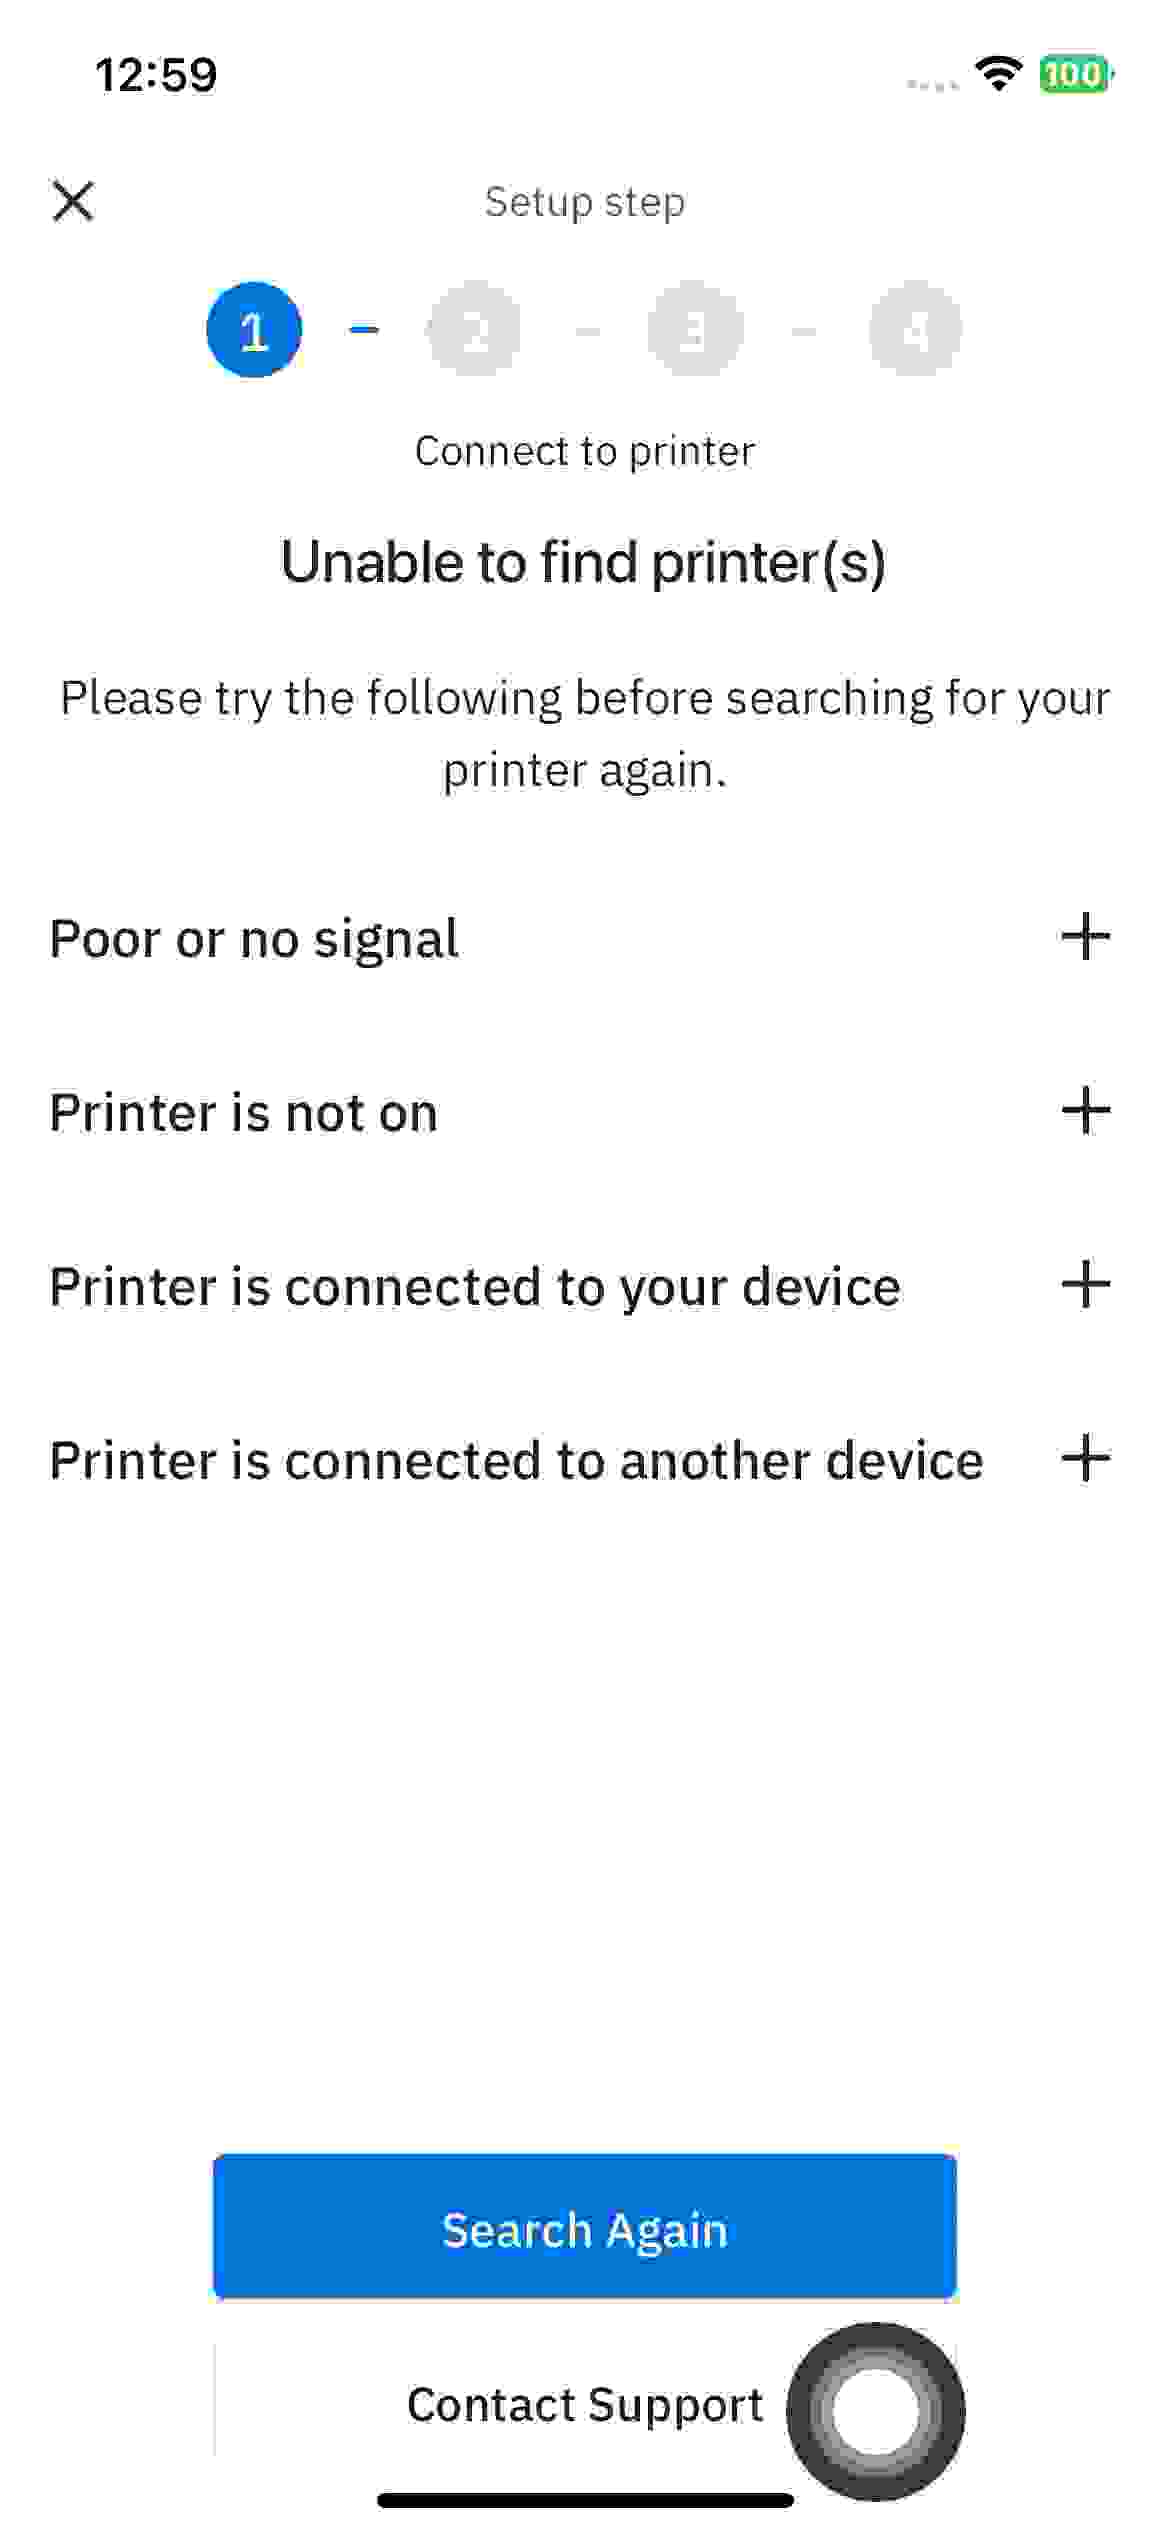 12:59
100
Setup step
1
2
3
4
Connect to printer
Unable to find printer(s)
Please try the following before searching for your
printer again.
Poor or no signal
Printer is not on
Printer is connected to your device
Printer is connected to another device
Search Again
Contact Support